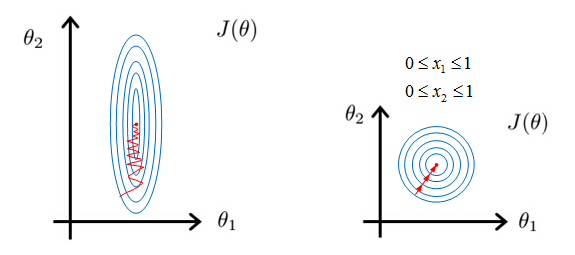 θ₂
J(θ)
θ₁
0 ≤ x₁ ≤ 1
0 ≤ x₂ ≤ 1
θ₂
J(θ)
θ₁